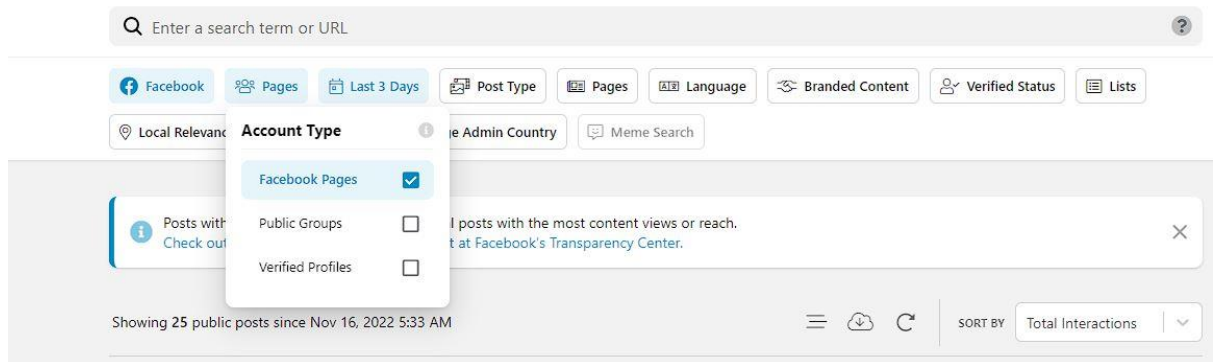 Enter a search term or URL
?
Facebook Pages Last 3 Days Post Type Pages Language Branded Content Verified Status Lists
Local Admin Country Meme Search
Account Type
Facebook Pages
Public Groups
Verified Profiles
Posts posts with the most content views or reach.
Check at Facebook's Transparency Center.
Showing 25 public posts since Nov 16, 2022 5:33 AM
SORT BY Total Interactions